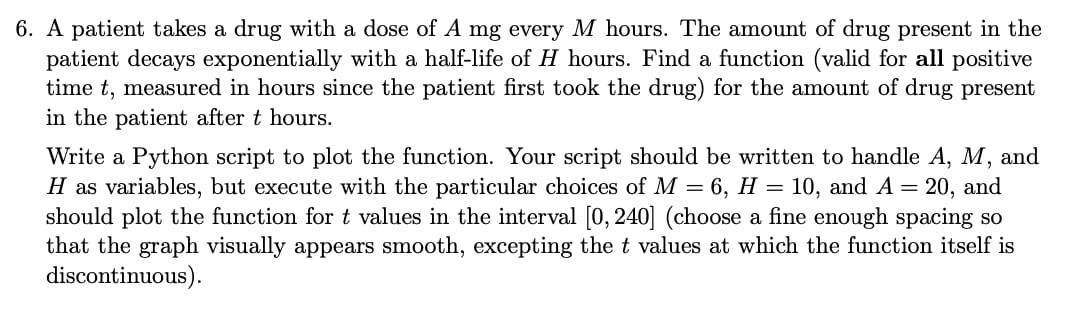 6. A patient takes a drug with a dose of A mg every M hours. The amount of drug present in the
patient decays exponentially with a half-life of H hours. Find a function (valid for all positive
time t, measured in hours since the patient first took the drug) for the amount of drug present
in the patient after t hours.
Write a Python script to plot the function. Your script should be written to handle A, M, and
H as variables, but execute with the particular choices of M = 6, H = 10, and A = 20, and
should plot the function for t values in the interval [0, 240] (choose a fine enough spacing so
that the graph visually appears smooth, excepting the t values at which the function itself is
discontinuous).